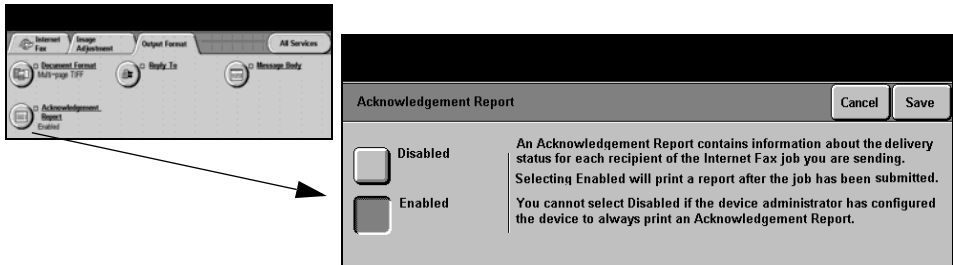 Internet
Fax
Image
Adjustment
Output Format
All Services
Document Format
Multi-page TIFF
Reply To
Message Body
Acknowledgement
Report
Enabled
Acknowledgement Report
Cancel
Save
Disabled
Enabled
An Acknowledgement Report contains information about the delivery
status for each recipient of the Internet Fax job you are sending.
Selecting Enabled will print a report after the job has been submitted.
You cannot select Disabled if the device administrator has configured
the device to always print an Acknowledgement Report.